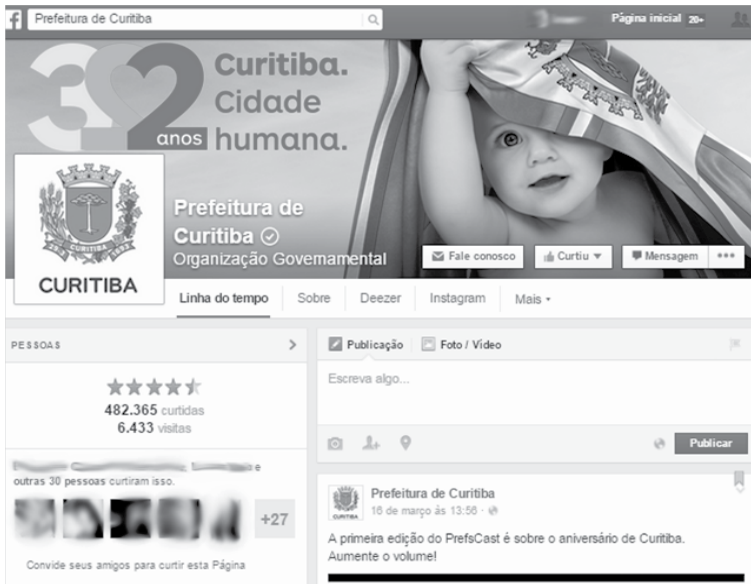 f Prefeitura de Curitiba
Página inicial 20+
322 anos
Curitiba.
Cidade
humana.
CURITIBA
CURITIBA
Prefeitura de
Curitiba
Organização Governamental
Fale conosco
Curtiu
Mensagem
Linha do tempo Sobre Deezer Instagram Mais
PESSOAS
482.365 curtidas
6.433 visitas
e
outras 30 pessoas curtiram isso.
+27
Convide seus amigos para curtir esta Página
Publicação Foto / Vídeo
Escreva algo...
Publicar
CURITIBA
Prefeitura de Curitiba
16 de março às 13:56
A primeira edição do PrefsCast é sobre o aniversário de Curitiba.
Aumente o volume!